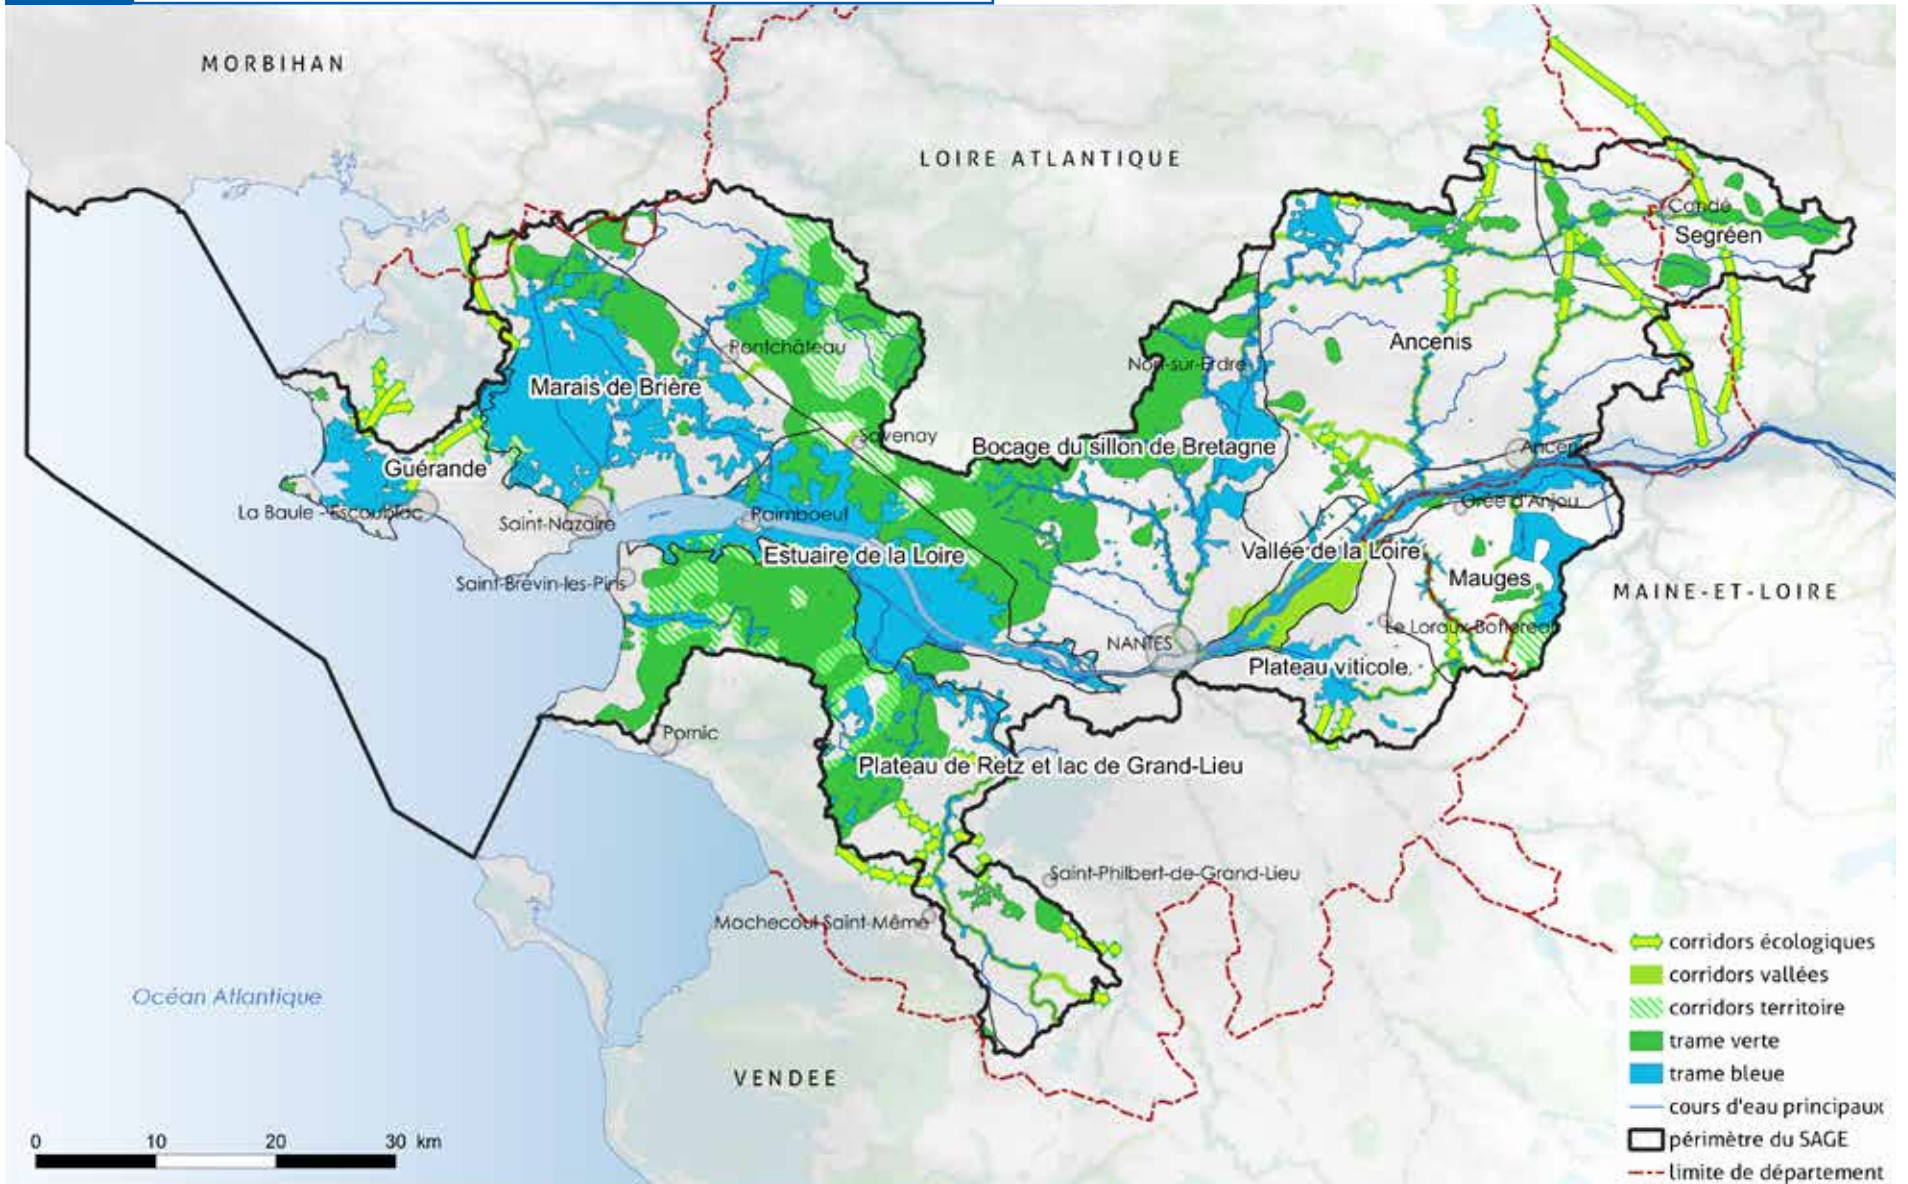 MORBIHAN
LOIRE ATLANTIQUE
Candé
Segréen
Ancenis
Pontchâteau
Nort-sur-Erdre
Marais de Brière
Savenay
Bocage du sillon de Bretagne
Ancenis
Guérande
La Baule - Escoublac
Saint-Nazaire
Paimboeuf
Orée d'Anjou
Estuaire de la Loire
Vallée de la Loire
Saint-Brévin-les-Pins
Mauges
MAINE-ET-LOIRE
Le Loroux-Bottereau
NANTES
Plateau viticole
Pornic
Plateau de Retz et lac de Grand-Lieu
Saint-Philbert-de-Grand-Lieu
Machecoul-Saint-Même
Océan Atlantique
VENDEE
corridors écologiques
corridors vallées
corridors territoire
trame verte
trame bleue
cours d'eau principaux
périmètre du SAGE
limite de département
0 10 20 30 km